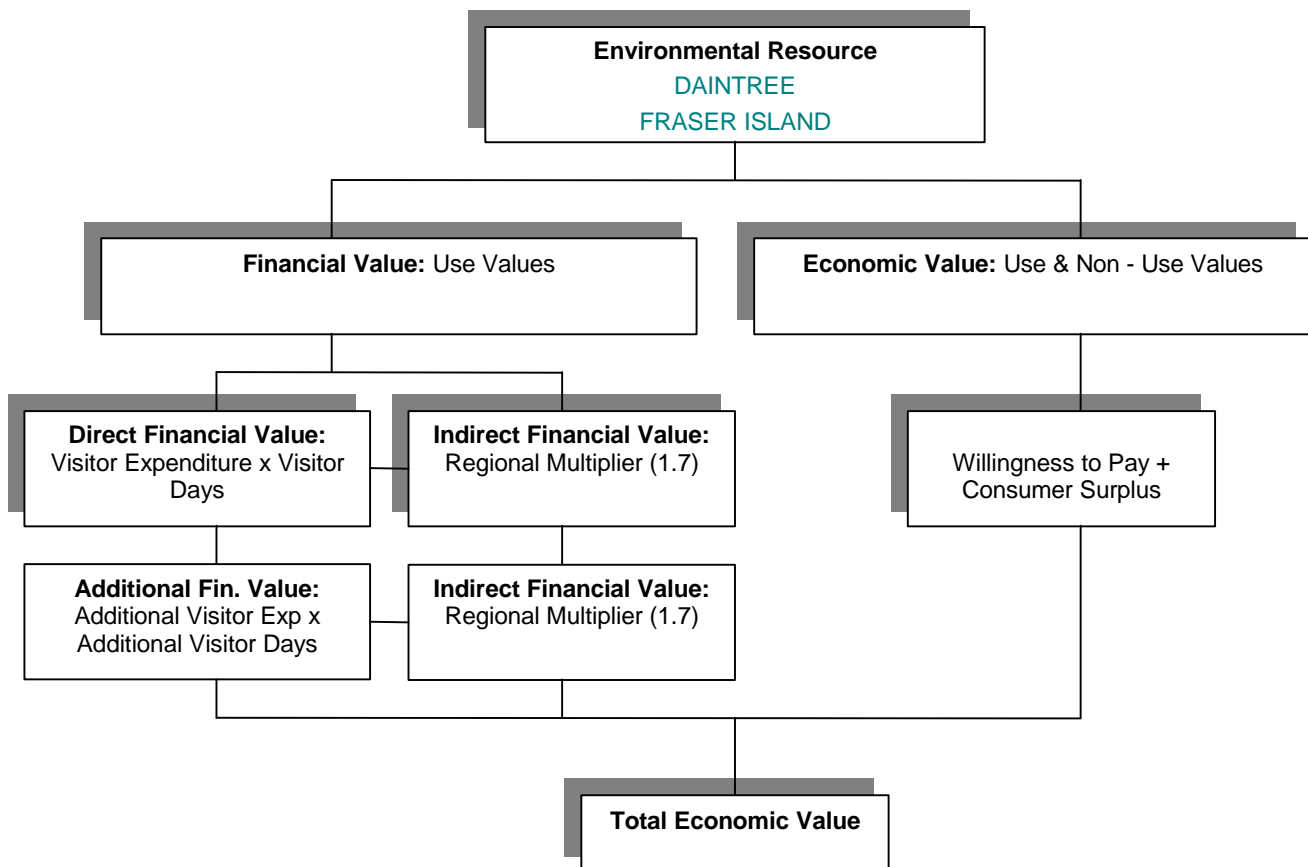 Environmental Resource
DAINTREE
FRASER ISLAND
Financial Value: Use Values
Economic Value: Use & Non - Use Values
Direct Financial Value:
Visitor Expenditure x Visitor
Days
Indirect Financial Value:
Regional Multiplier (1.7)
Willingness to Pay +
Consumer Surplus
Additional Fin. Value:
Additional Visitor Exp x
Additional Visitor Days
Indirect Financial Value:
Regional Multiplier (1.7)
Total Economic Value